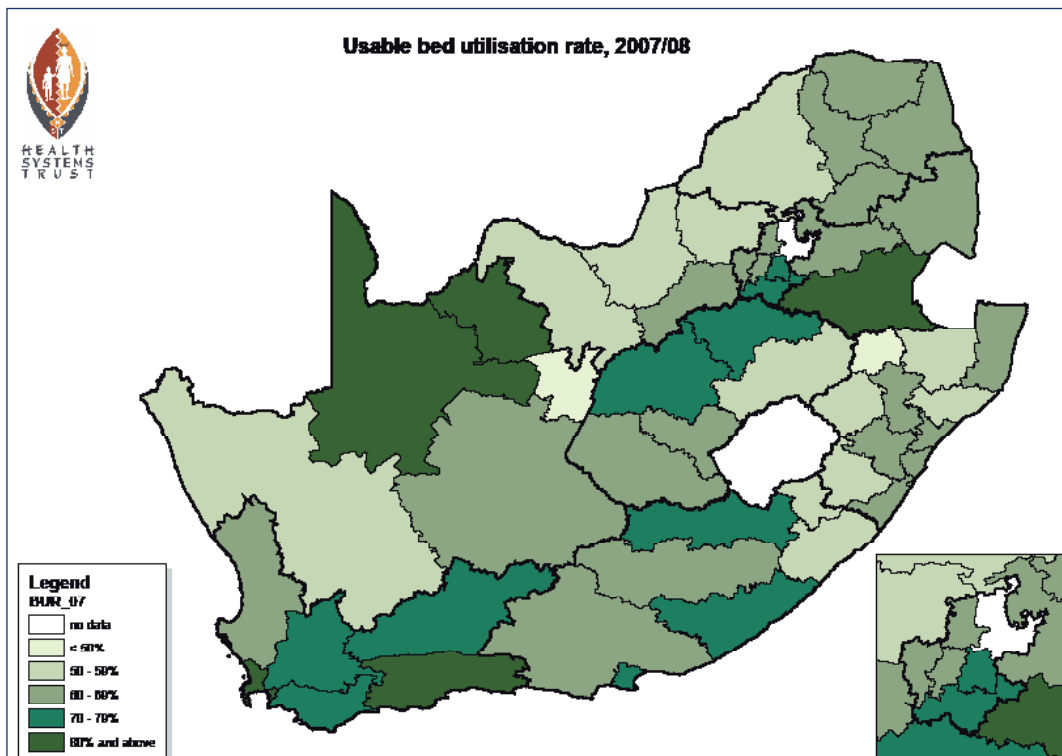 Usable bed utilisation rate, 2007/08
HEALTH
SYSTEMS
TRUST
Legend
BUR_07
no data
< 50%
50 - 59%
60 - 69%
70 - 79%
80% and above